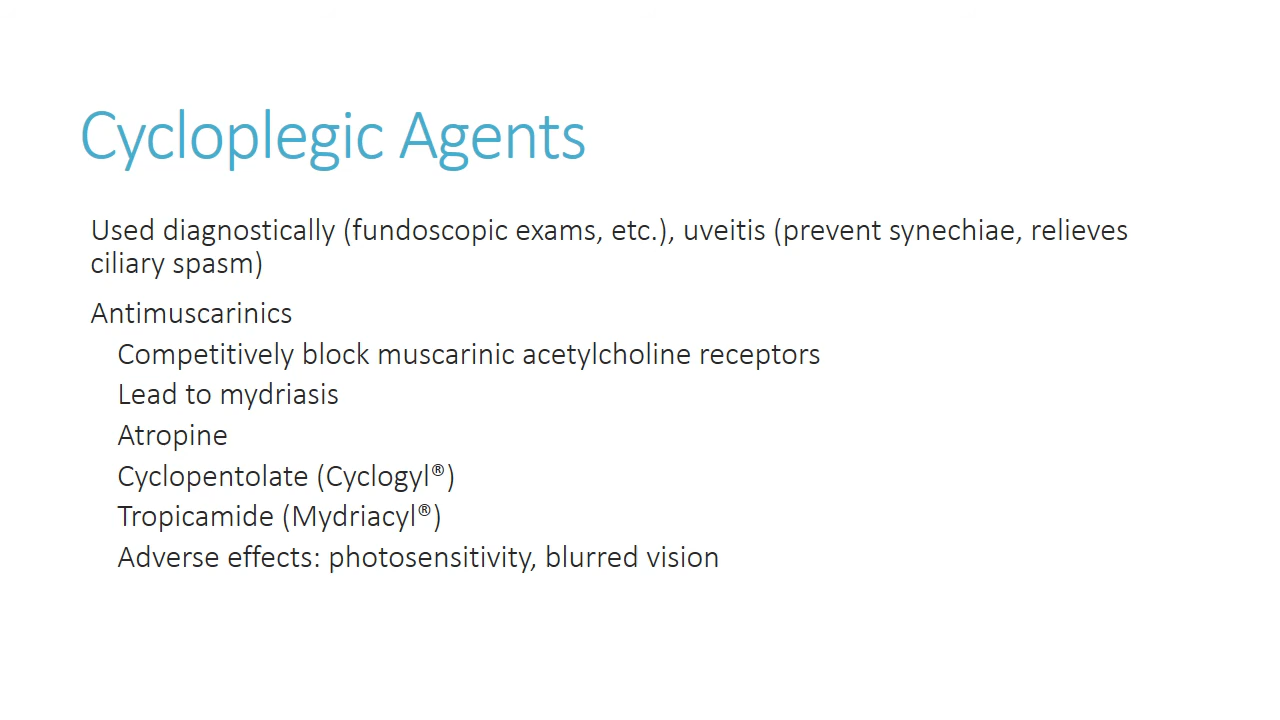 Cycloplegic Agents
Used diagnostically (fundoscopic exams, etc.), uveitis (prevent synechiae, relieves
ciliary spasm)
Antimuscarinics
Competitively block muscarinic acetylcholine receptors
Lead to mydriasis
Atropine
Cyclopentolate (Cyclogyl®)
Tropicamide (Mydriacyl®)
Adverse effects: photosensitivity, blurred vision